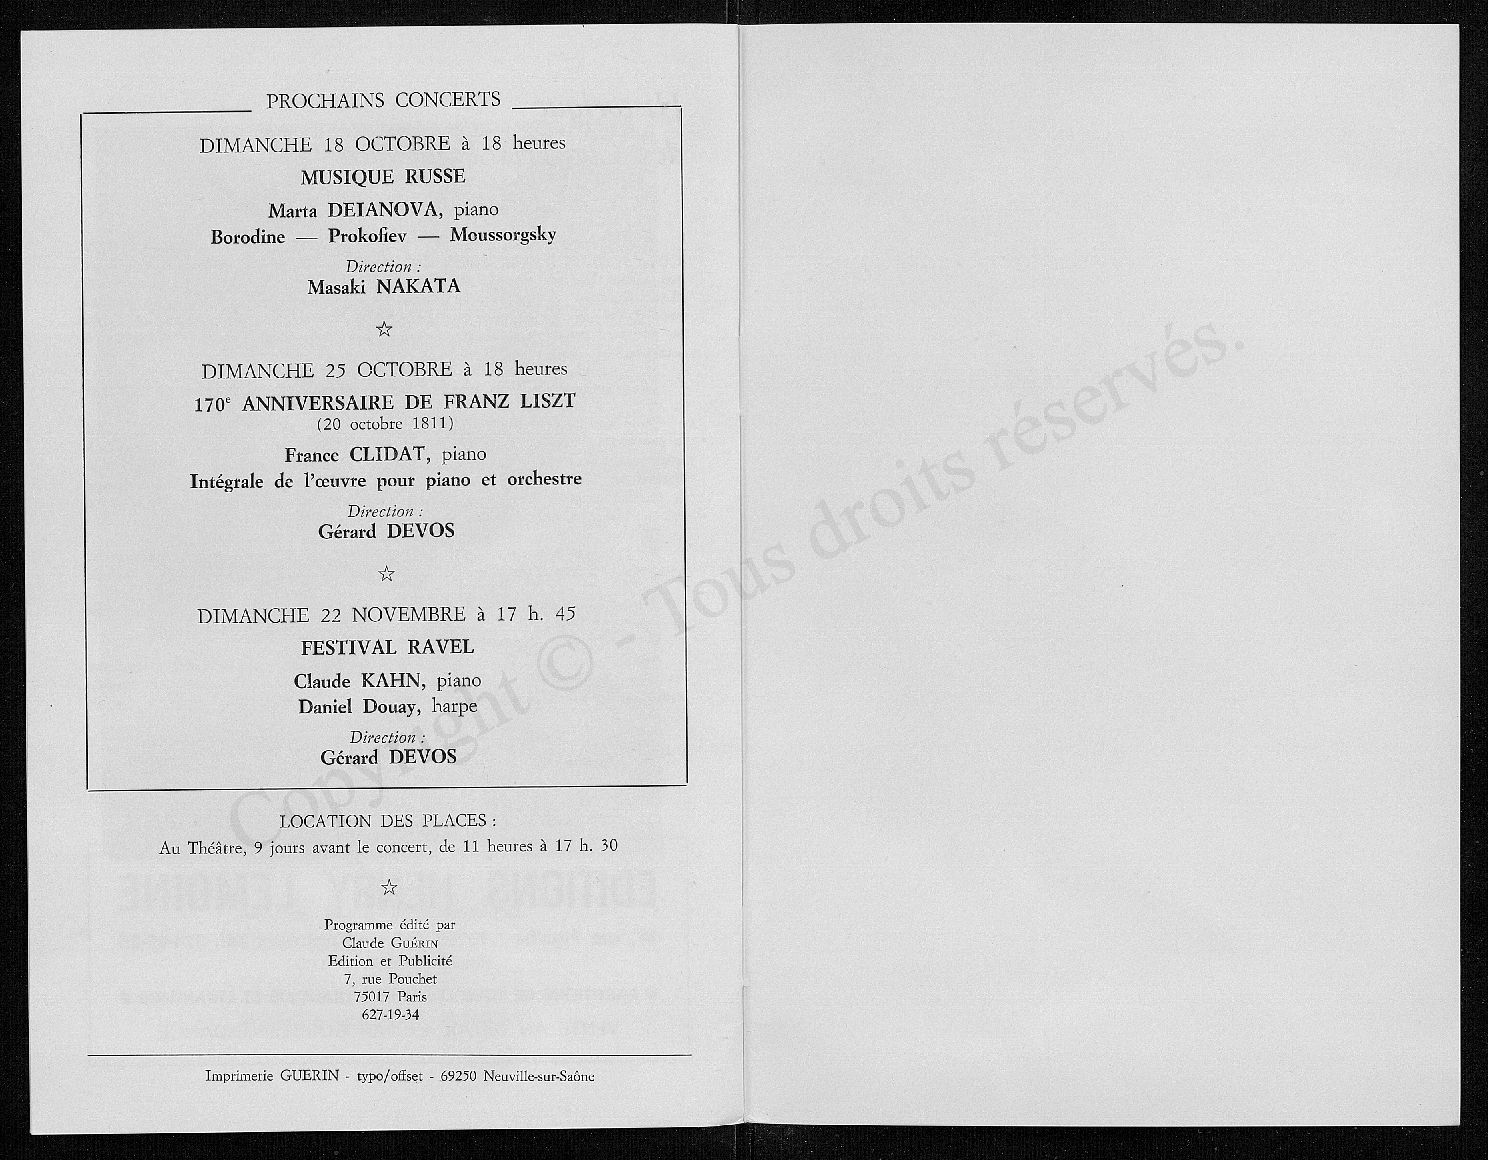 PROCHAINS CONCERTS
DIMANCHE 18 OCTOBRE à 18 heures
MUSIQUE RUSSE
Marta DEIANOVA, piano
Borodine — Prokofiev — Moussorgsky
Direction :
Masaki NAKATA
☆
DIMANCHE 25 OCTOBRE à 18 heures
170e ANNIVERSAIRE DE FRANZ LISZT
(20 octobre 1811)
France CLIDAT, piano
Intégrale de l'œuvre pour piano et orchestre
Direction :
Gérard DEVOS
☆
DIMANCHE 22 NOVEMBRE à 17 h. 45
FESTIVAL RAVEL
Claude KAHN, piano
Daniel Douay, harpe
Direction :
Gérard DEVOS
LOCATION DES PLACES :
Au Théâtre, 9 jours avant le concert, de 11 heures à 17 h. 30
☆
Programme édité par
Claude GUÉRIN
Edition et Publicité
7, rue Pouchet
75017 Paris
627-19-34
Imprimerie GUERIN - typo/offset - 69250 Neuville-sur-Saône
Copyright © - Tous droits réservés.